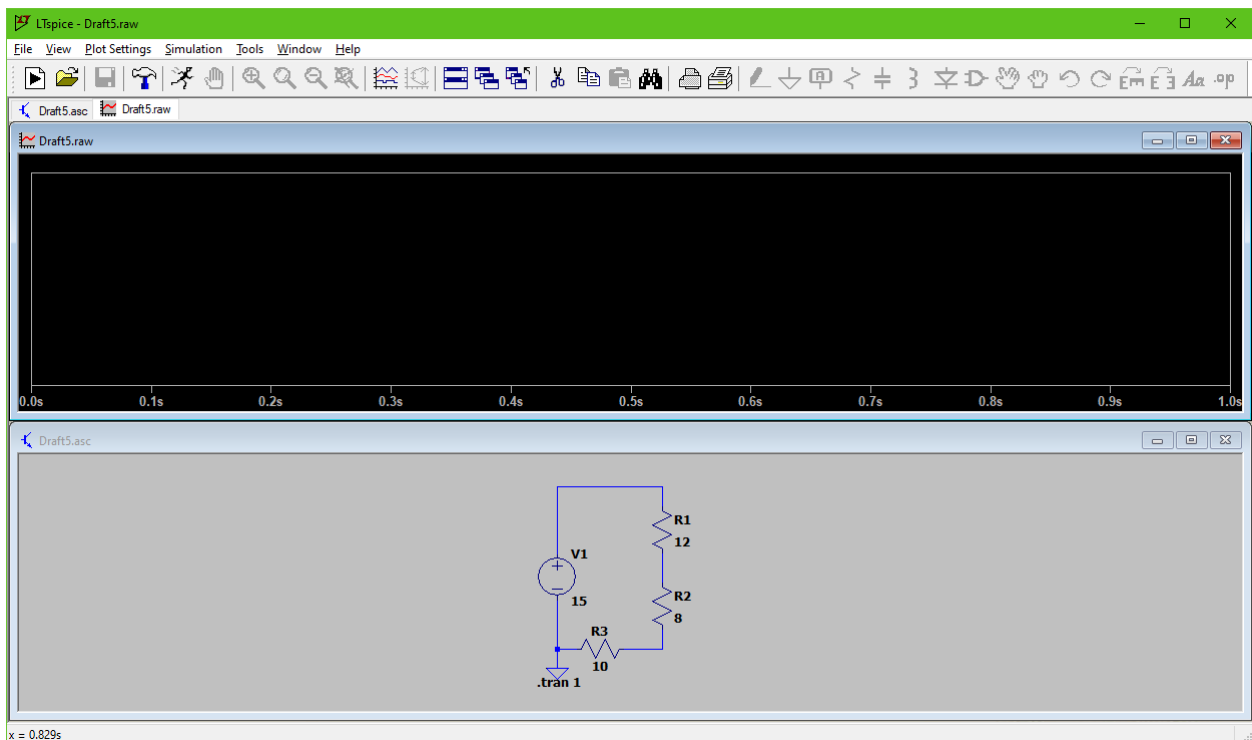 LTspice - Draft5.raw
File View Plot Settings Simulation Tools Window Help
A E E Aa .op
Draft5.asc Draft5.raw
Draft5.raw
0.0s 0.1s 0.2s 0.3s 0.4s 0.5s 0.6s 0.7s 0.8s 0.9s 1.0s
Draft5.asc
R1
12
V1
15
R2
8
R3
10
.tran 1
x = 0.829s